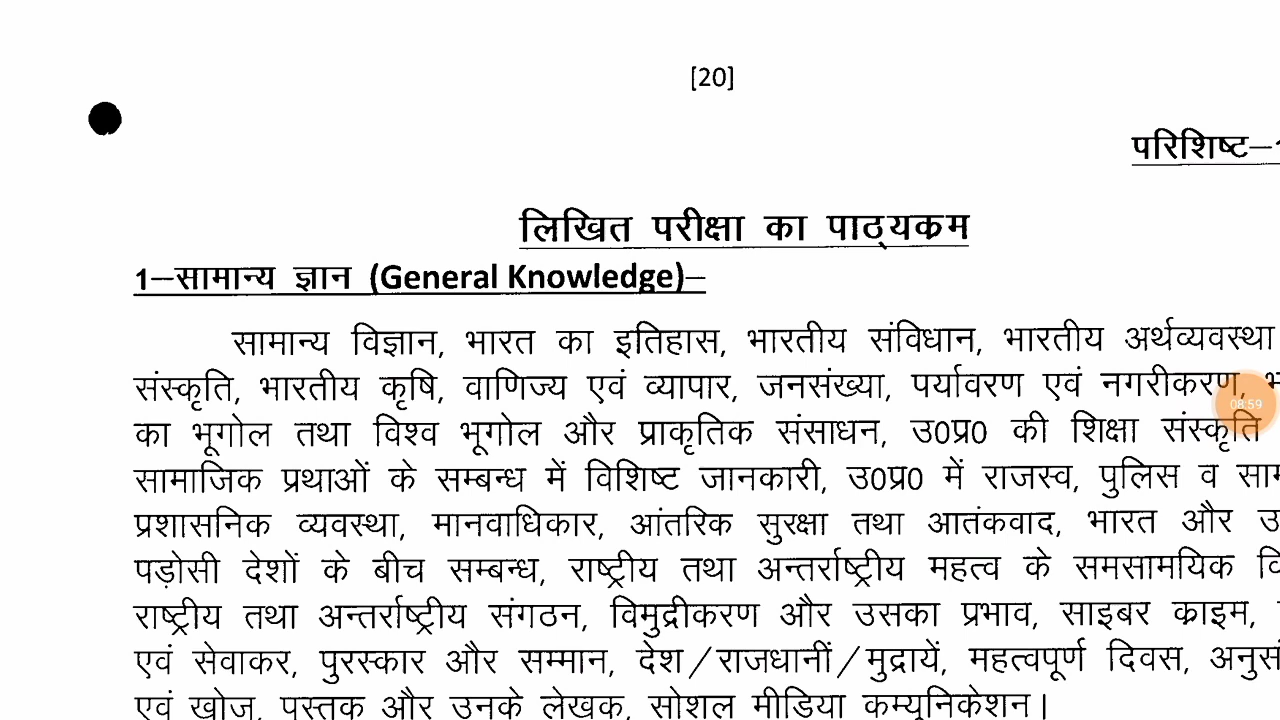 [20]
परिशिष्ट–1
लिखित परीक्षा का पाठ्यकम
1–सामान्य ज्ञान (General Knowledge)–
सामान्य विज्ञान, भारत का इतिहास, भारतीय संविधान, भारतीय अर्थव्यवस्था
संस्कृति, भारतीय कृषि, वाणिज्य एवं व्यापार, जनसंख्या, पर्यावरण एवं नगरीकरण,
08:59
का भूगोल तथा विश्व भूगोल और प्राकृतिक संसाधन, उ0प्र0 की शिक्षा संस्कृति
सामाजिक प्रथाओं के सम्बन्ध में विशिष्ट जानकारी, उ0प्र0 में राजस्व, पुलिस व
प्रशासनिक व्यवस्था, मानवाधिकार, आंतरिक सुरक्षा तथा आतंकवाद, भारत और
पड़ोसी देशों के बीच सम्बन्ध, राष्ट्रीय तथा अन्तर्राष्ट्रीय महत्व के समसामयिक
राष्ट्रीय तथा अन्तर्राष्ट्रीय संगठन, विमुद्रीकरण और उसका प्रभाव, साइबर काइम,
एवं सेवाकर, पुरस्कार और सम्मान, देश/राजधानीं/मुद्रायें, महत्वपूर्ण दिवस,
एवं खोज, पुस्तक और उनके लेखक, सोशल मीडिया कम्युनिकेशन।